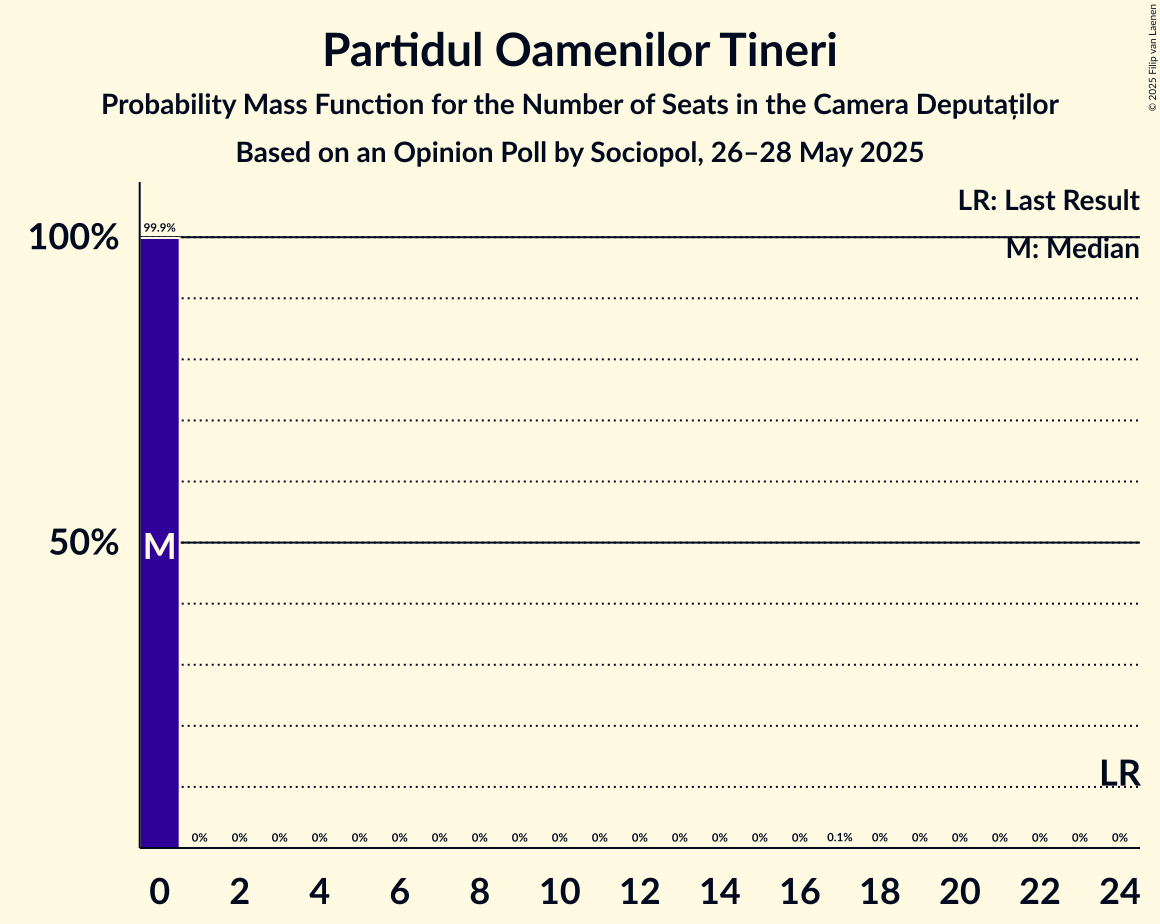 Partidul Oamenilor Tineri
Probability Mass Function for the Number of Seats in the Camera Deputaților
Based on an Opinion Poll by Sociopol, 26–28 May 2025
© 2025 Filip van Laenen
LR: Last Result
M: Median
100%
50%
99.9%
M
LR
0% 0% 0% 0% 0% 0% 0% 0% 0% 0% 0% 0% 0% 0% 0% 0% 0.1% 0% 0% 0% 0% 0% 0% 0%
0 2 4 6 8 10 12 14 16 18 20 22 24